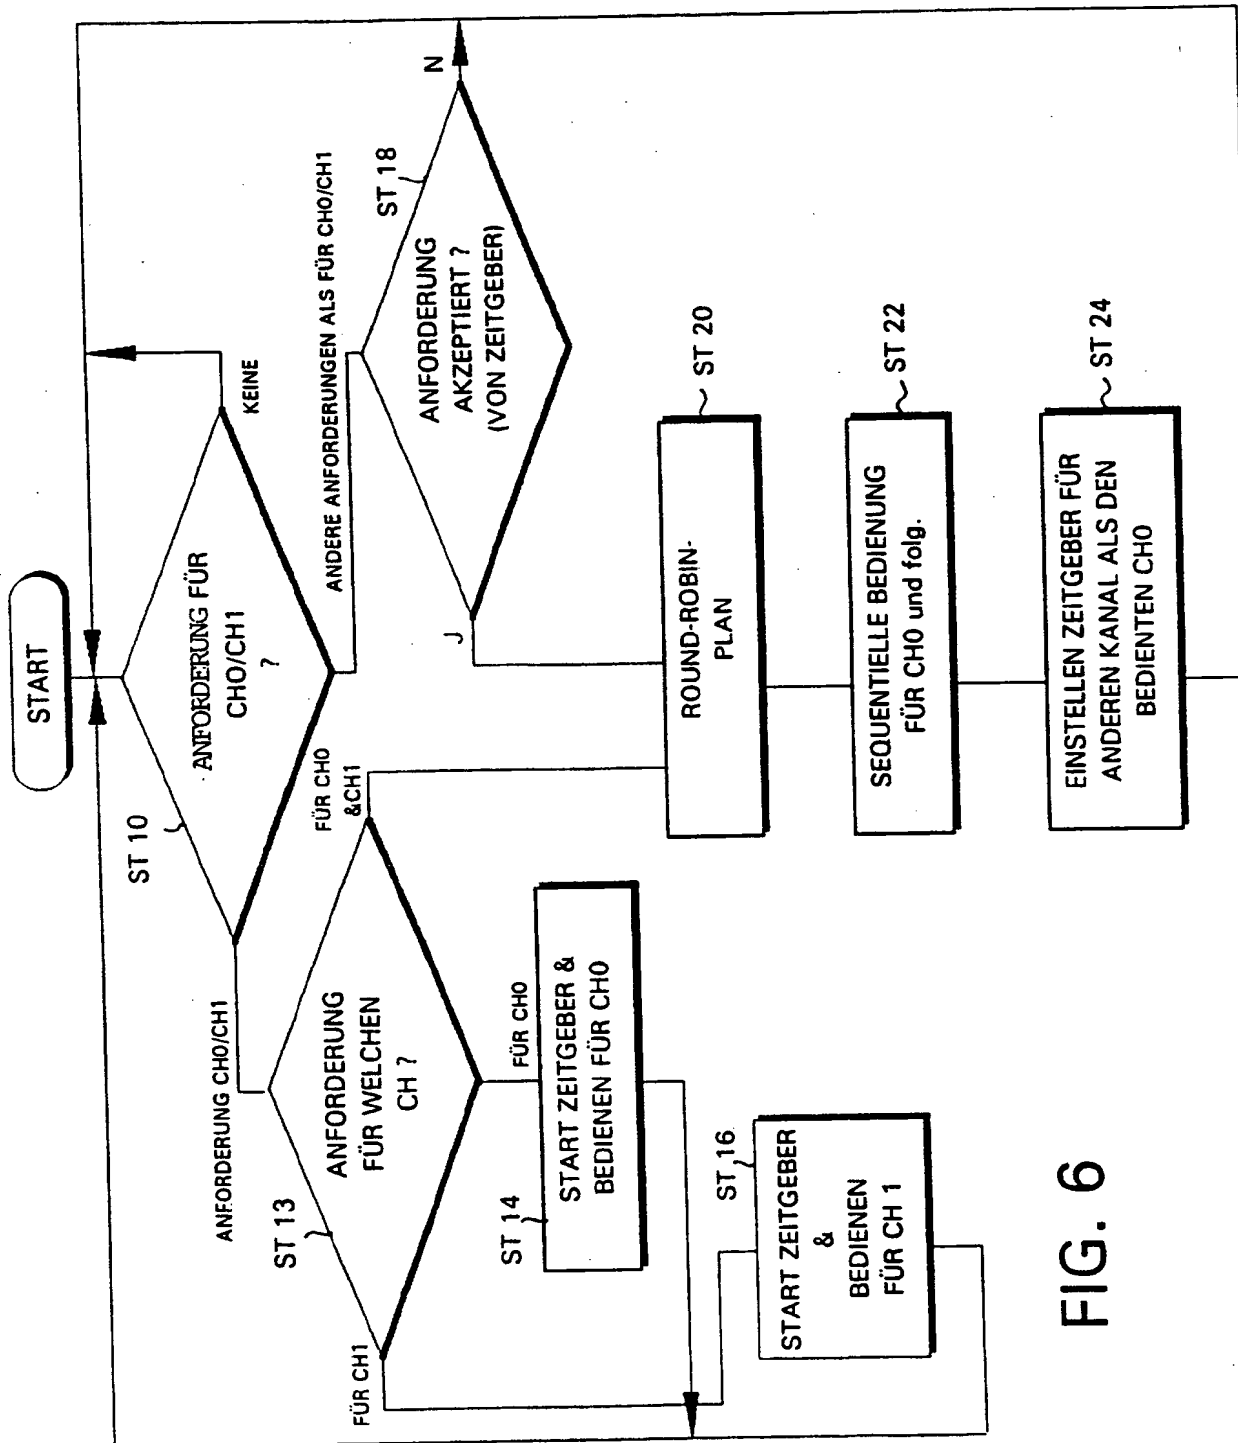 START
ST 10
ANFORDERUNG FÜR
CH0/CH1
?
KEINE
ANFORDERUNG CH0/CH1
ANDERE ANFORDERUNGEN ALS FÜR CH0/CH1
ST 13
ANFORDERUNG
FÜR WELCHEN
CH ?
FÜR CH0
&CH1
FÜR CH1
FÜR CH0
ST 18
ANFORDERUNG
AKZEPTIERT ?
(VON ZEITGEBER)
N
J
ST 14
START ZEITGEBER &
BEDIENEN FÜR CH0
ST 16
START ZEITGEBER
&
BEDIENEN
FÜR CH 1
ST 20
ROUND-ROBIN-
PLAN
ST 22
SEQUENTIELLE BEDIENUNG
FÜR CH0 und folg.
ST 24
EINSTELLEN ZEITGEBER FÜR
ANDEREN KANAL ALS DEN
BEDIENTEN CH0
FIG. 6